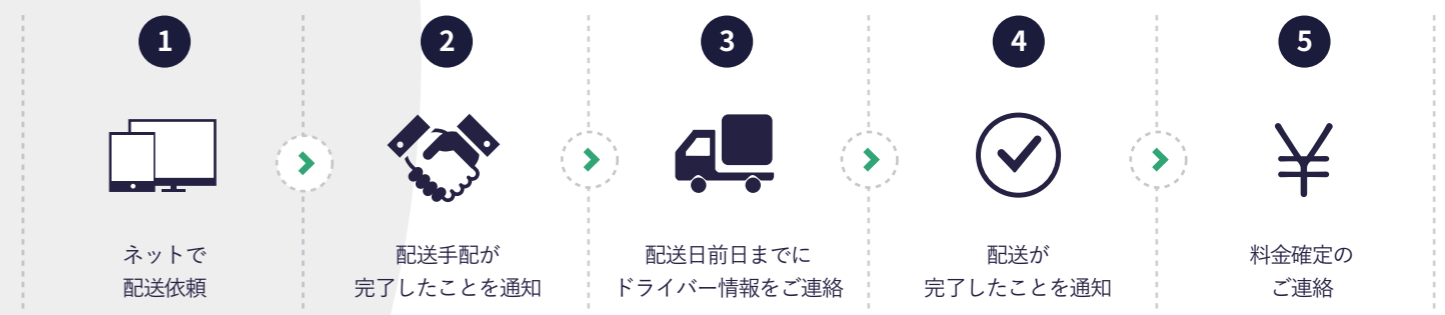 1
ネットで
配送依頼
2
配送手配が
完了したことを通知
3
配送日前日までに
ドライバー情報をご連絡
4
配送が
完了したことを通知
5
¥
料金確定の
ご連絡